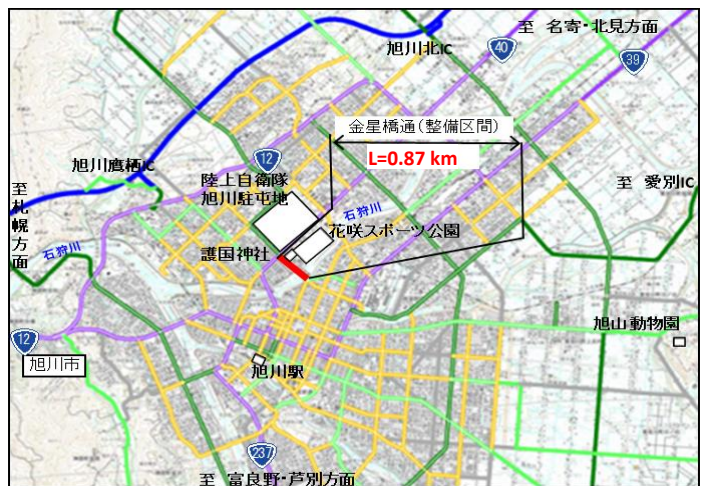 至 名寄・北見方面
旭川北IC
40
39
金星橋通(整備区間)
L=0.87 km
旭川鷹栖IC
12
陸上自衛隊
旭川駐屯地
至 愛別IC
至札幌方面
石狩川
石狩川
花咲スポーツ公園
護国神社
旭山動物園
12
旭川市
旭川駅
237
至 富良野・芦別方面